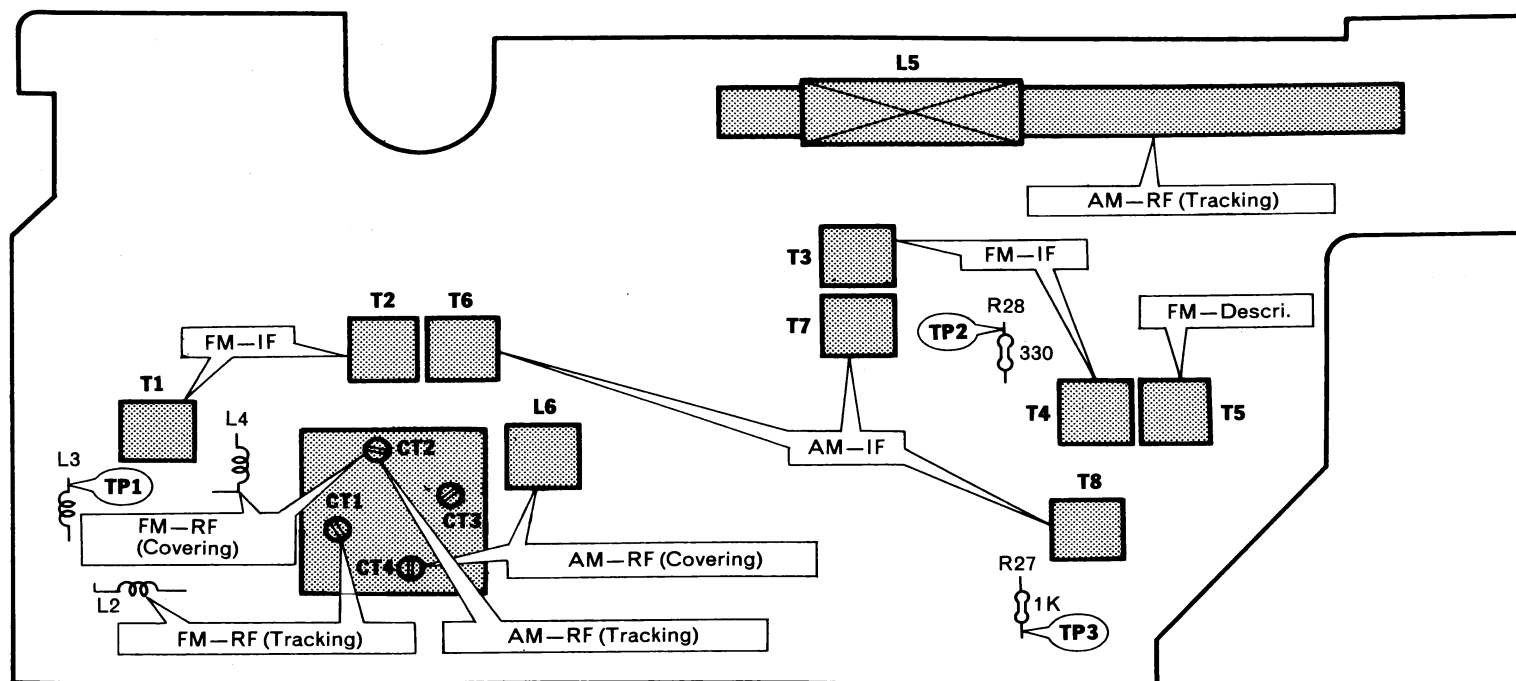 L5
AM—RF (Tracking)
T3
FM—IF
T2
T6
T7
R28
FM—Descri.
TP2
330
FM—IF
T1
T4
T5
L4
L6
CT2
AM—IF
L3
TP1
CT1
CT3
T8
FM—RF
(Covering)
CT4
AM—RF (Covering)
R27
L2
1K
FM—RF (Tracking)
AM—RF (Tracking)
TP3